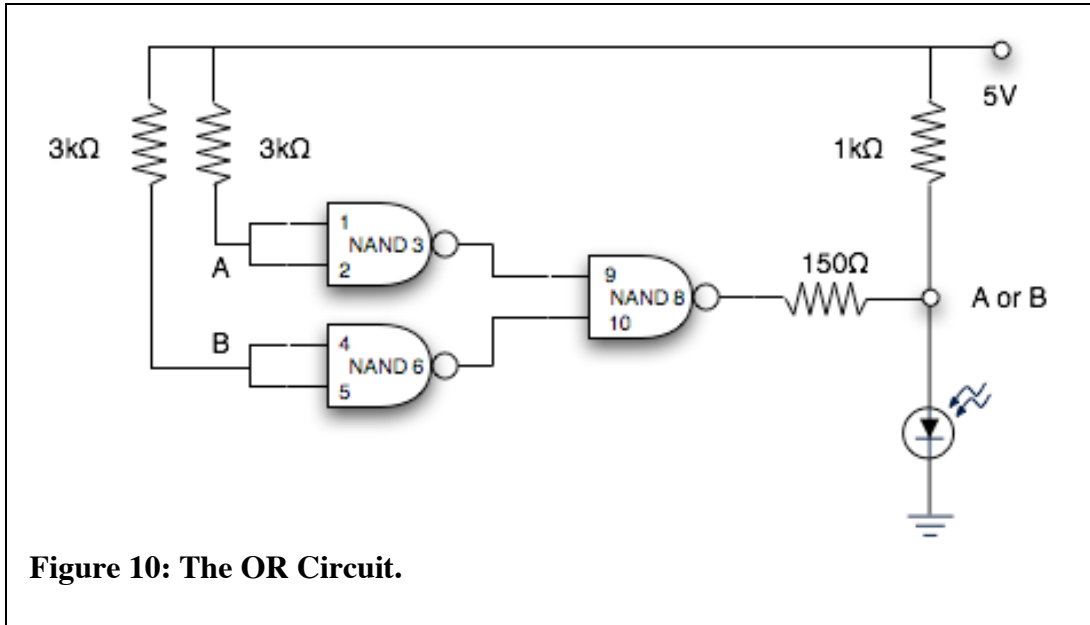 5V
3kΩ
3kΩ
1kΩ
1
NAND 3
2
A
150Ω
9
NAND 8
10
A or B
B
4
NAND 6
5
Figure 10: The OR Circuit.